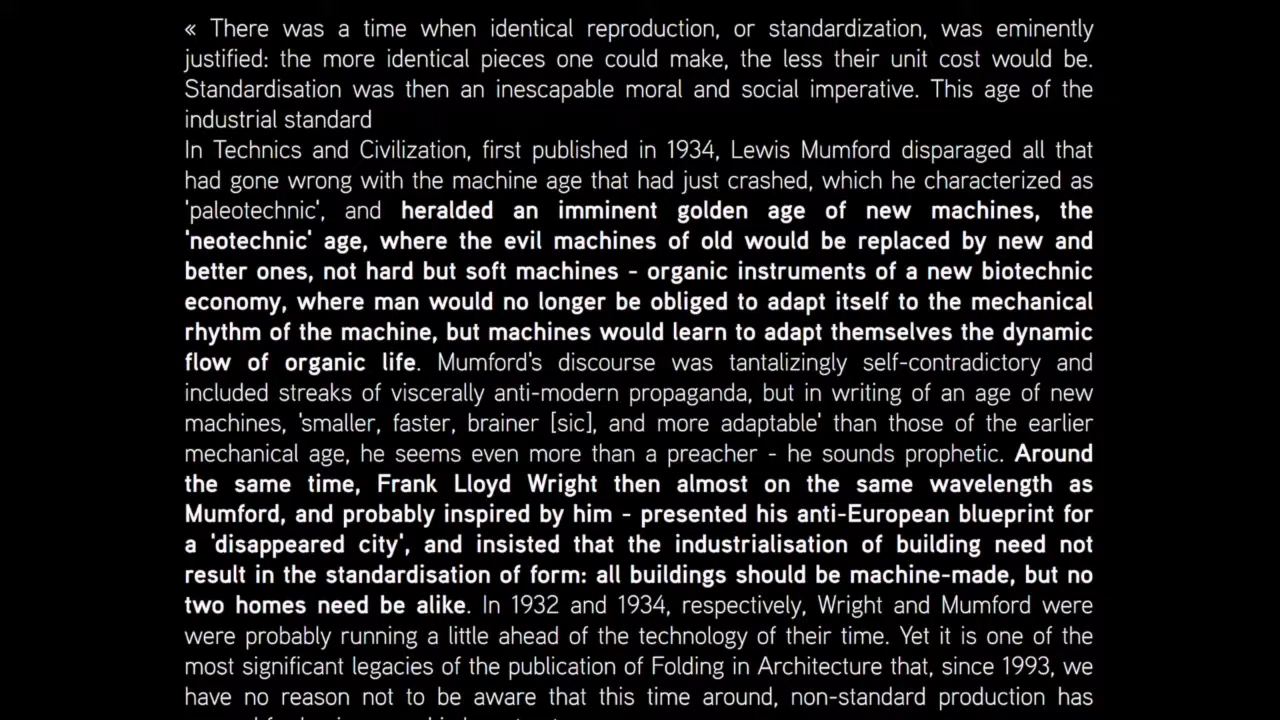 « There was a time when identical reproduction, or standardization, was eminently
justified: the more identical pieces one could make, the less their unit cost would be.
Standardisation was then an inescapable moral and social imperative. This age of the
industrial standard
In Technics and Civilization, first published in 1934, Lewis Mumford disparaged all that
had gone wrong with the machine age that had just crashed, which he characterized as
'paleotechnic', and heralded an imminent golden age of new machines, the
'neotechnic' age, where the evil machines of old would be replaced by new and
better ones, not hard but soft machines - organic instruments of a new biotechnic
economy, where man would no longer be obliged to adapt itself to the mechanical
rhythm of the machine, but machines would learn to adapt themselves the dynamic
flow of organic life. Mumford's discourse was tantalizingly self-contradictory and
included streaks of viscerally anti-modern propaganda, but in writing of an age of new
machines, 'smaller, faster, brainer [sic], and more adaptable' than those of the earlier
mechanical age, he seems even more than a preacher - he sounds prophetic. Around
the same time, Frank Lloyd Wright then almost on the same wavelength as
Mumford, and probably inspired by him - presented his anti-European blueprint for
a 'disappeared city', and insisted that the industrialisation of building need not
result in the standardisation of form: all buildings should be machine-made, but no
two homes need be alike. In 1932 and 1934, respectively, Wright and Mumford were
were probably running a little ahead of the technology of their time. Yet it is one of the
most significant legacies of the publication of Folding in Architecture that, since 1993, we
have no reason not to be aware that this time around, non-standard production has